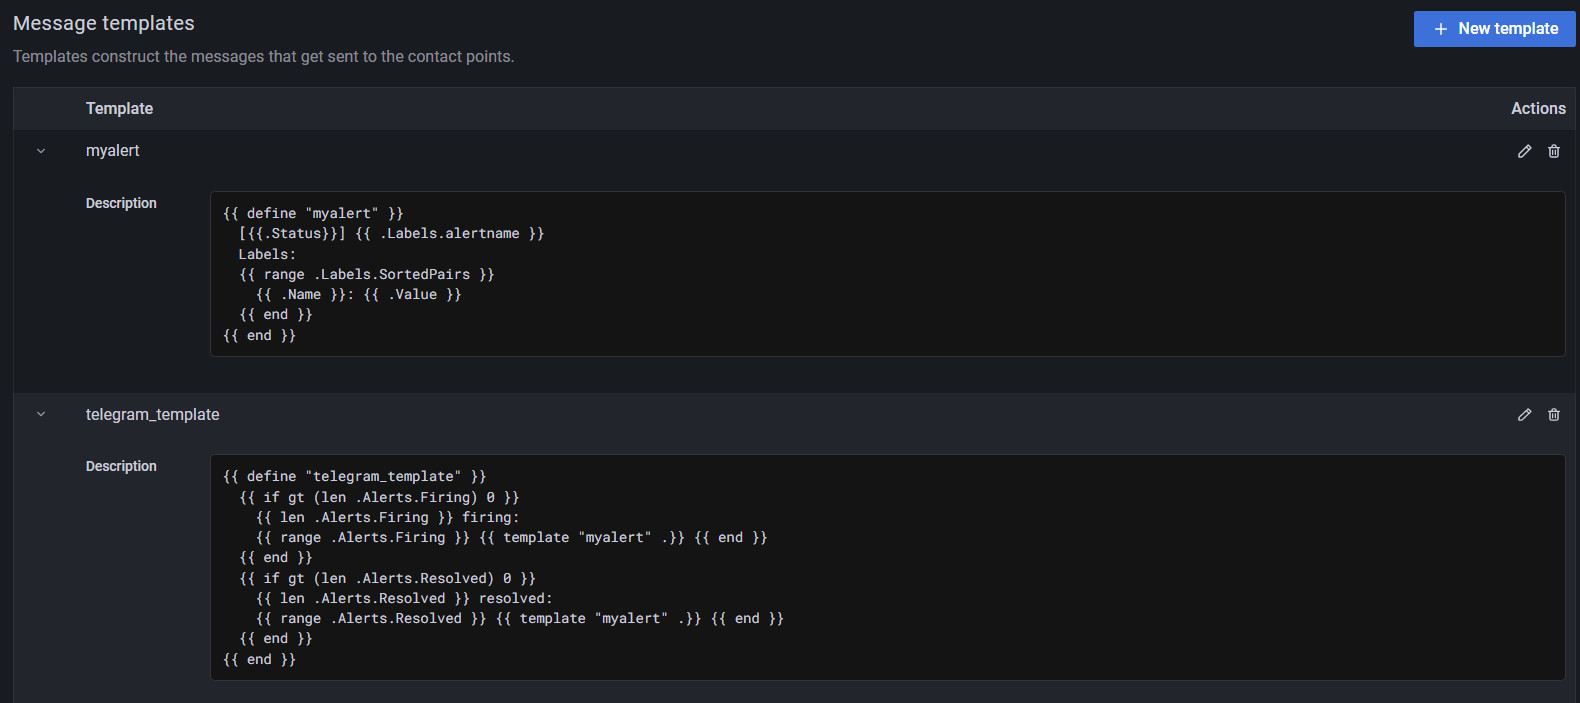 Message templates
+ New template
Templates construct the messages that get sent to the contact points.
Template Actions
myalert
Description
{{ define "myalert" }}
  [{{.Status}}] {{ .Labels.alertname }}
  Labels:
  {{ range .Labels.SortedPairs }}
    {{ .Name }}: {{ .Value }}
  {{ end }}
{{ end }}
telegram_template
Description
{{ define "telegram_template" }}
  {{ if gt (len .Alerts.Firing) 0 }}
    {{ len .Alerts.Firing }} firing:
    {{ range .Alerts.Firing }} {{ template "myalert" .}} {{ end }}
  {{ end }}
  {{ if gt (len .Alerts.Resolved) 0 }}
    {{ len .Alerts.Resolved }} resolved:
    {{ range .Alerts.Resolved }} {{ template "myalert" .}} {{ end }}
  {{ end }}
{{ end }}